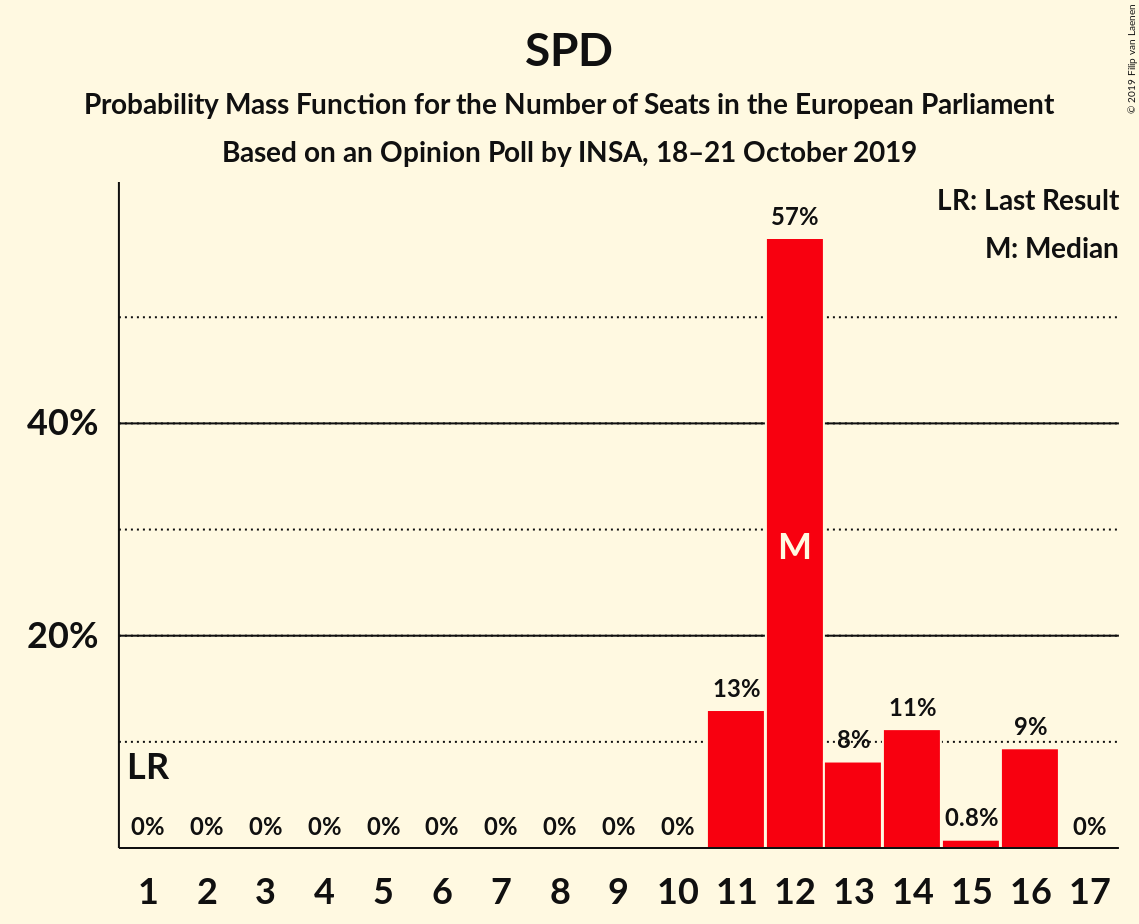 SPD
Probability Mass Function for the Number of Seats in the European Parliament
Based on an Opinion Poll by INSA, 18–21 October 2019
© 2019 Filip van Laenen
LR: Last Result
M: Median
57%
40%
M
20%
13%
11%
9%
8%
LR
0.8%
0% 0% 0% 0% 0% 0% 0% 0% 0% 0% 0%
1 2 3 4 5 6 7 8 9 10 11 12 13 14 15 16 17